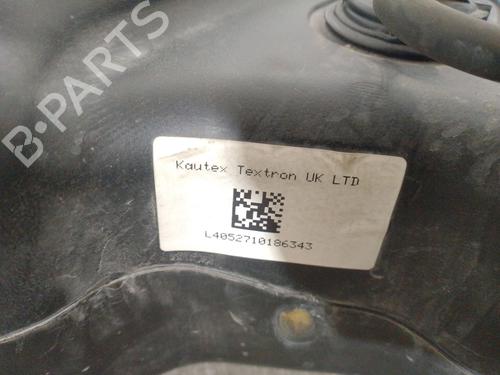 B-PARTS
Kautex Textron UK LTD
L4052710186343